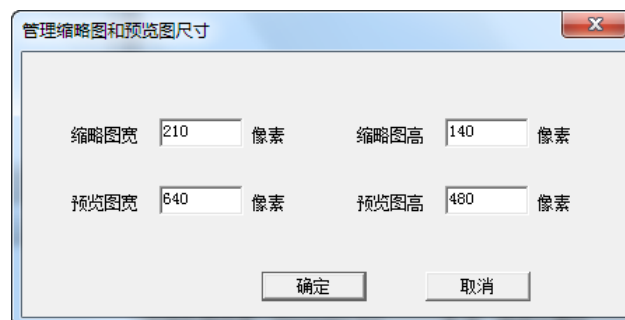 管理缩略图和预览图尺寸
缩略图宽 210 像素 缩略图高 140 像素
预览图宽 640 像素 预览图高 480 像素
确定 取消